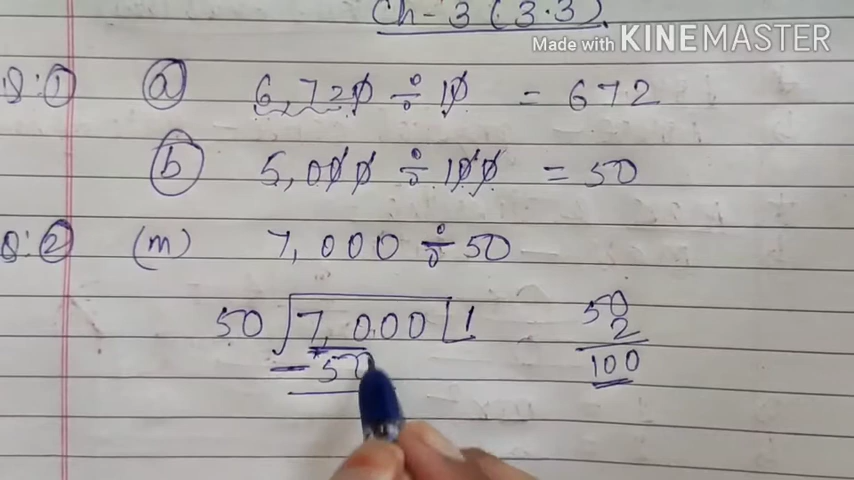 Ch-3 (3.3)
Made with KINEMASTER
Q:1 a 6,720 ÷ 10 = 672
b 5,000 ÷ 100 = 50
Q:2 (m) 7,000 ÷ 50
50 7,000 1
- 50
50
2
100